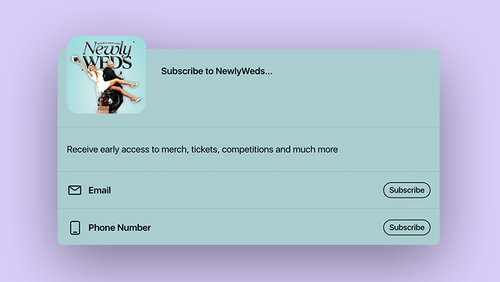 Newly
WEDS
Subscribe to NewlyWeds...
Receive early access to merch, tickets, competitions and much more
Email
Subscribe
Phone Number
Subscribe